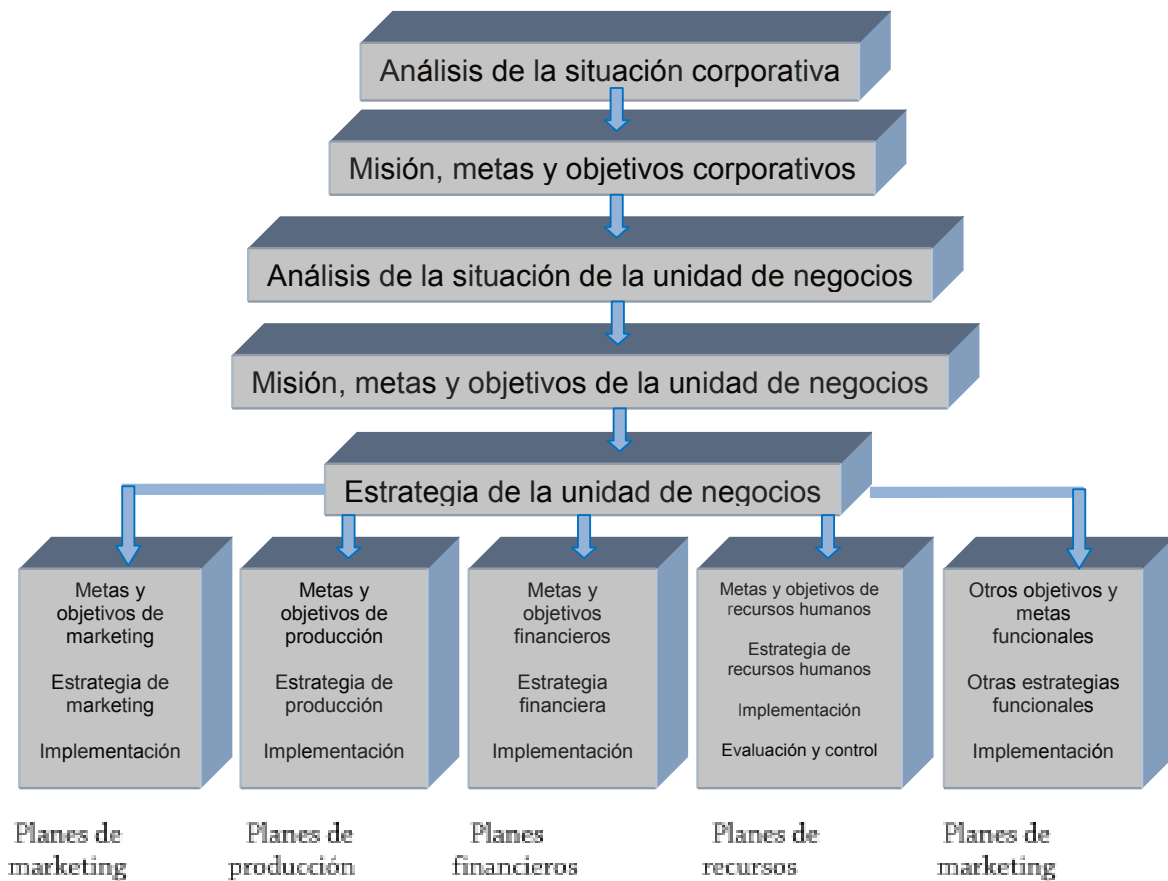 Análisis de la situación corporativa
Misión, metas y objetivos corporativos
Análisis de la situación de la unidad de negocios
Misión, metas y objetivos de la unidad de negocios
Estrategia de la unidad de negocios
Metas y
objetivos de
marketing
Estrategia de
marketing
Implementación
Metas y
objetivos de
producción
Estrategia de
producción
Implementación
Metas y
objetivos
financieros
Estrategia
financiera
Implementación
Metas y objetivos de
recursos humanos
Estrategia de
recursos humanos
Implementación
Evaluación y control
Otros objetivos y
metas
funcionales
Otras estrategias
funcionales
Implementación
Planes de
marketing
Planes de
producción
Planes
financieros
Planes de
recursos
Planes de
marketing